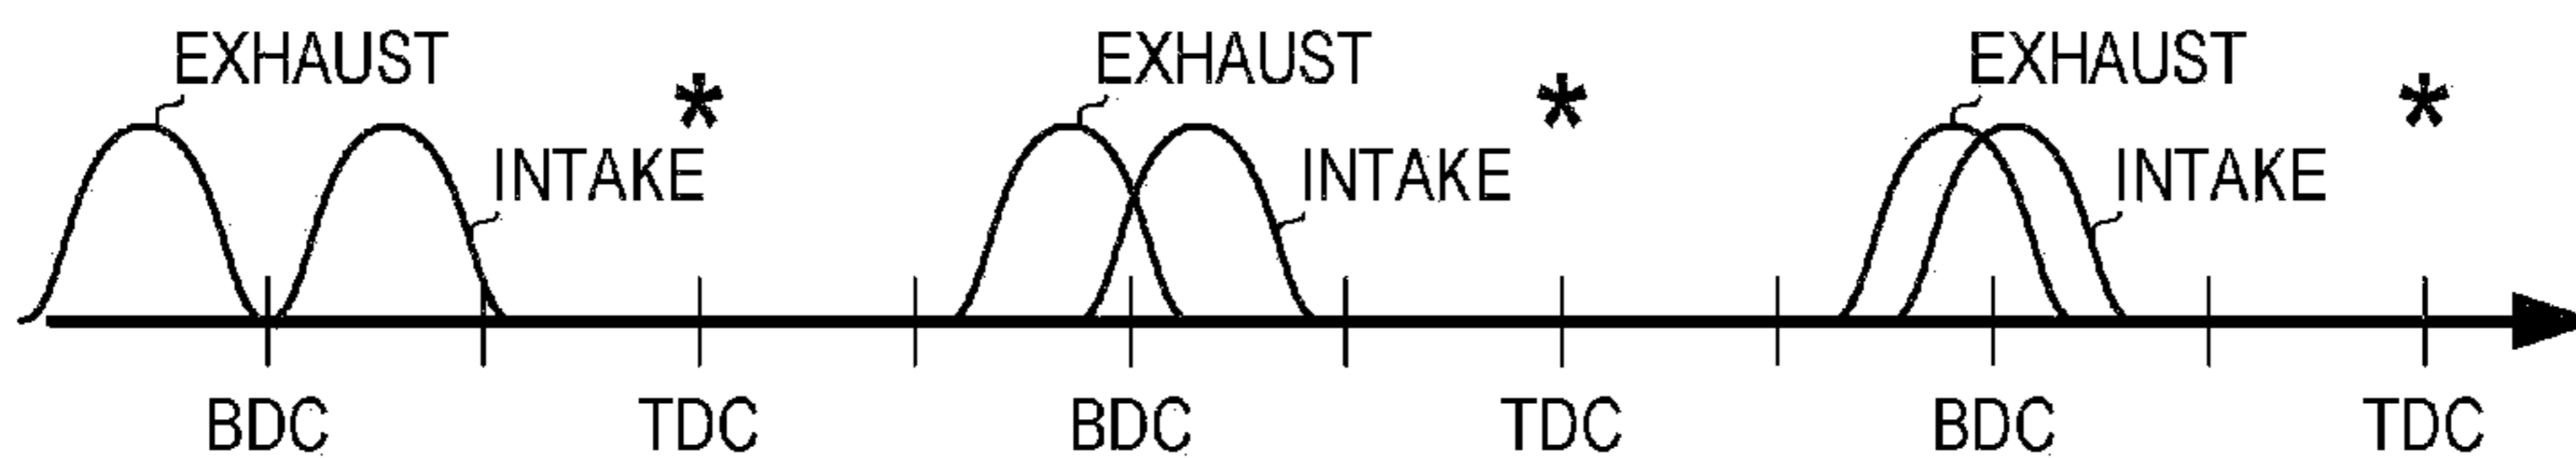 EXHAUST * EXHAUST * EXHAUST *
INTAKE INTAKE INTAKE
BDC TDC BDC TDC BDC TDC